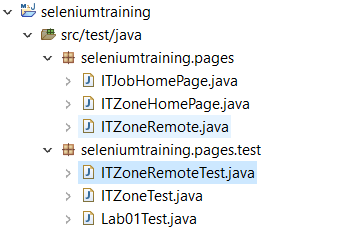 seleniumtraining
src/test/java
seleniumtraining.pages
ITJobHomePage.java
ITZoneHomePage.java
ITZoneRemote.java
seleniumtraining.pages.test
ITZoneRemoteTest.java
ITZoneTest.java
Lab01Test.java